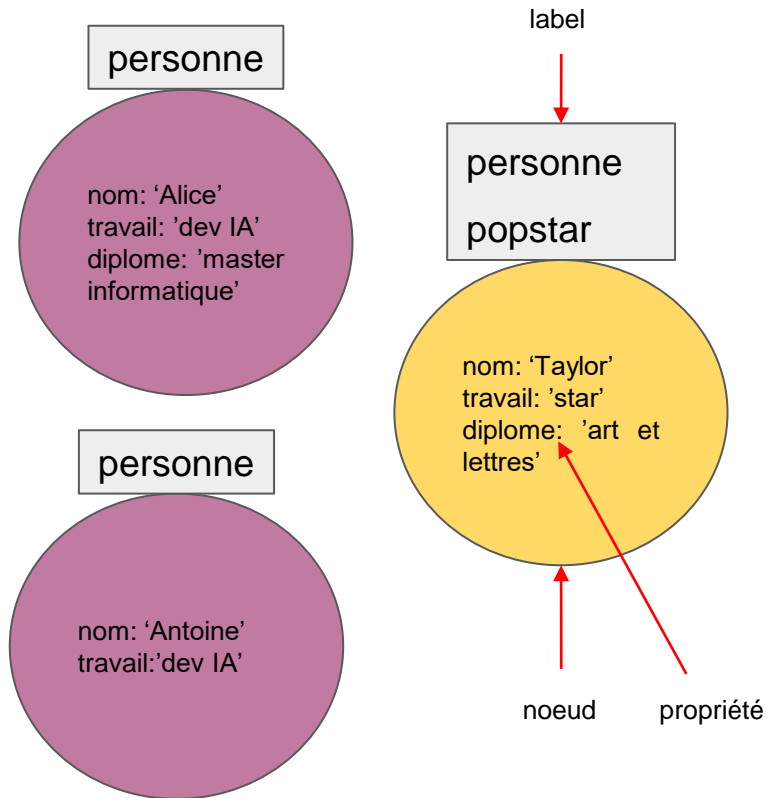 personne
nom: ‘Alice’
travail: ’dev IA’
diplome: ’master
informatique’
personne
nom: ‘Antoine’
travail:’dev IA’
label
personne
popstar
nom: ‘Taylor’
travail: ’star’
diplome: ’art et
lettres’
noeud
propriété